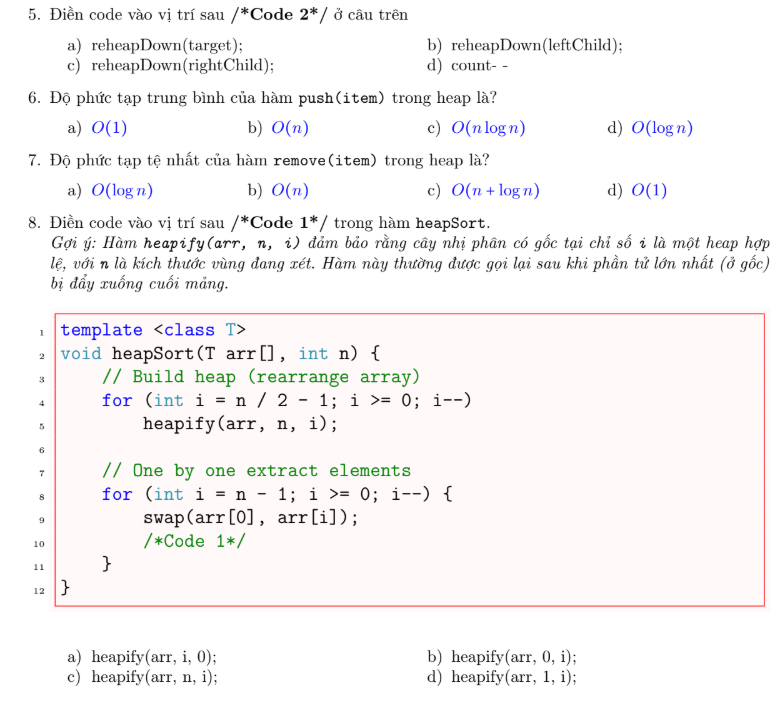 5. Điền code vào vị trí sau /*Code 2*/ ở câu trên
a) reheapDown(target); b) reheapDown(leftChild);
c) reheapDown(rightChild); d) count- -
6. Độ phức tạp trung bình của hàm push(item) trong heap là?
a) O(1) b) O(n) c) O(n log n) d) O(log n)
7. Độ phức tạp tệ nhất của hàm remove(item) trong heap là?
a) O(log n) b) O(n) c) O(n + log n) d) O(1)
8. Điền code vào vị trí sau /*Code 1*/ trong hàm heapSort.
Gợi ý: Hàm heapify(arr, n, i) đảm bảo rằng cây nhị phân có gốc tại chỉ số i là một heap hợp
lệ, với n là kích thước vùng đang xét. Hàm này thường được gọi lại sau khi phần tử lớn nhất (ở gốc)
bị đẩy xuống cuối mảng.
1 template <class T>
2 void heapSort(T arr[], int n) {
3 // Build heap (rearrange array)
4 for (int i = n / 2 - 1; i >= 0; i--)
5 heapify(arr, n, i);
6
7 // One by one extract elements
8 for (int i = n - 1; i >= 0; i--) {
9 swap(arr[0], arr[i]);
10 /*Code 1*/
11 }
12 }
a) heapify(arr, i, 0); b) heapify(arr, 0, i);
c) heapify(arr, n, i); d) heapify(arr, 1, i);